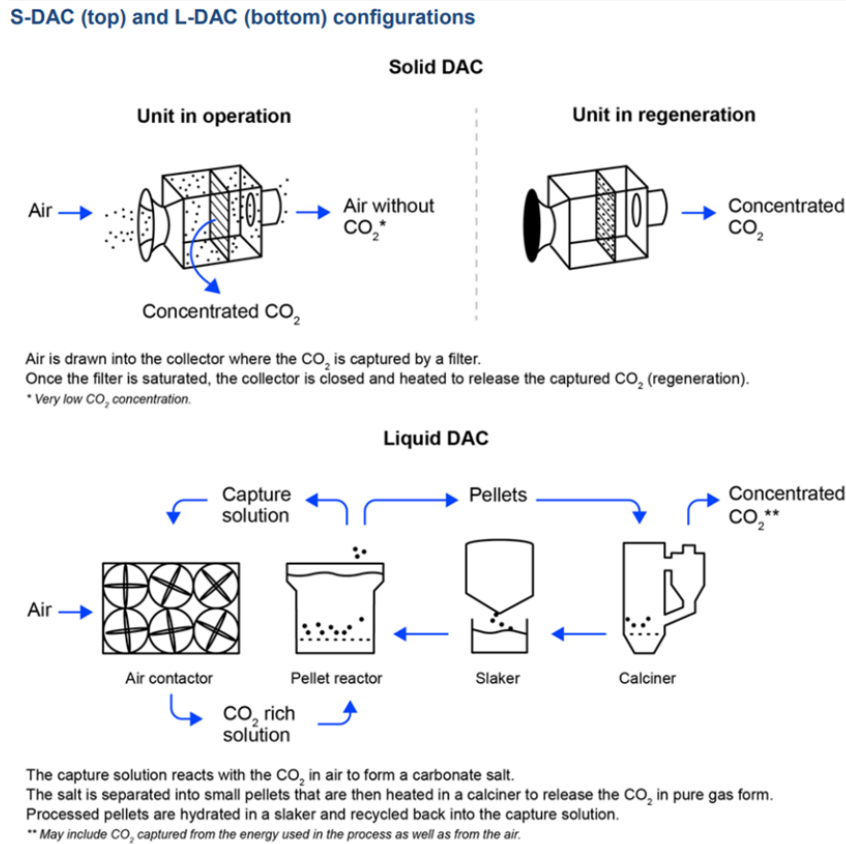 S-DAC (top) and L-DAC (bottom) configurations
Solid DAC
Unit in operation
Unit in regeneration
Air
Air without
CO₂*
Concentrated CO₂
Concentrated
CO₂
Air is drawn into the collector where the CO₂ is captured by a filter.
Once the filter is saturated, the collector is closed and heated to release the captured CO₂ (regeneration).
* Very low CO₂ concentration.
Liquid DAC
Capture
solution
Pellets
Concentrated
CO₂**
Air
Air contactor
Pellet reactor
Slaker
Calciner
CO₂ rich
solution
The capture solution reacts with the CO₂ in air to form a carbonate salt.
The salt is separated into small pellets that are then heated in a calciner to release the CO₂ in pure gas form.
Processed pellets are hydrated in a slaker and recycled back into the capture solution.
** May include CO₂ captured from the energy used in the process as well as from the air.